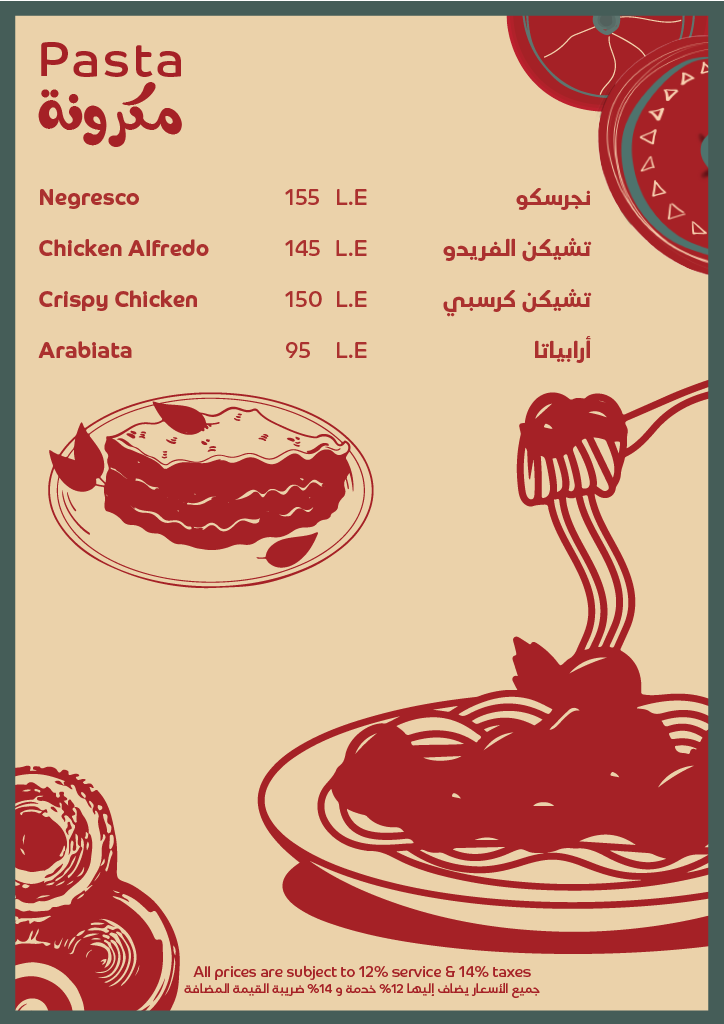 Pasta
مكرونة
Negresco 155 L.E نجرسكو
Chicken Alfredo 145 L.E تشيكن الفريدو
Crispy Chicken 150 L.E تشيكن كرسبي
Arabiata 95 L.E أرابياتا
All prices are subject to 12% service & 14% taxes
جميع الأسعار يضاف إليها 12% خدمة و 14% ضريبة القيمة المضافة